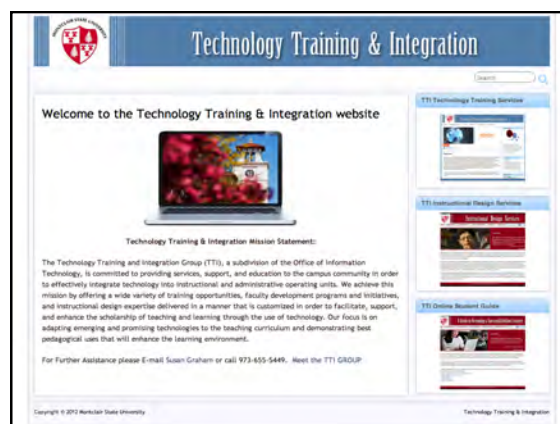 MONTCLAIR STATE UNIVERSITY
Technology Training & Integration
Search
Welcome to the Technology Training & Integration website
Technology Training & Integration Mission Statement:
The Technology Training and Integration Group (TTI), a subdivision of the Office of Information
Technology, is committed to providing services, support, and education to the campus community in order
to effectively integrate technology into instructional and administrative operating units. We achieve this
mission by offering a wide variety of training opportunities, faculty development programs and initiatives,
and instructional design expertise delivered in a manner that is customized in order to facilitate, support,
and enhance the scholarship of teaching and learning through the use of technology. Our focus is on
adapting emerging and promising technologies to the teaching curriculum and demonstrating best
pedagogical uses that will enhance the learning environment.
For Further Assistance please E-mail Susan Graham or call 973-655-5449. Meet the TTI GROUP
TTI Technology Training Services
TTI Instructional Design Services
Instructional Design Services
TTI Online Student Guide
Copyright © 2012 Montclair State University
Technology Training & Integration